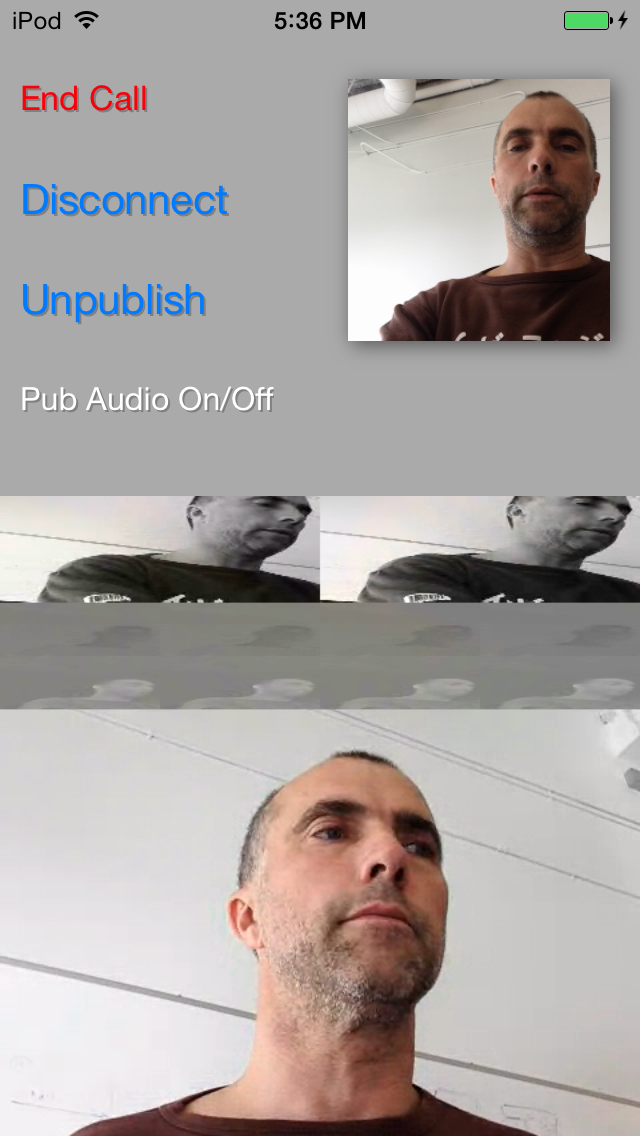 iPod 5:36 PM
End Call
Disconnect
Unpublish
Pub Audio On/Off